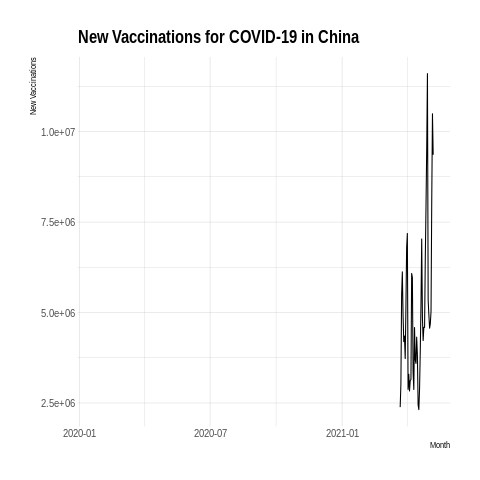 New Vaccinations for COVID-19 in China
New Vaccinations
1.0e+07
7.5e+06
5.0e+06
2.5e+06
2020-01 2020-07 2021-01
Month